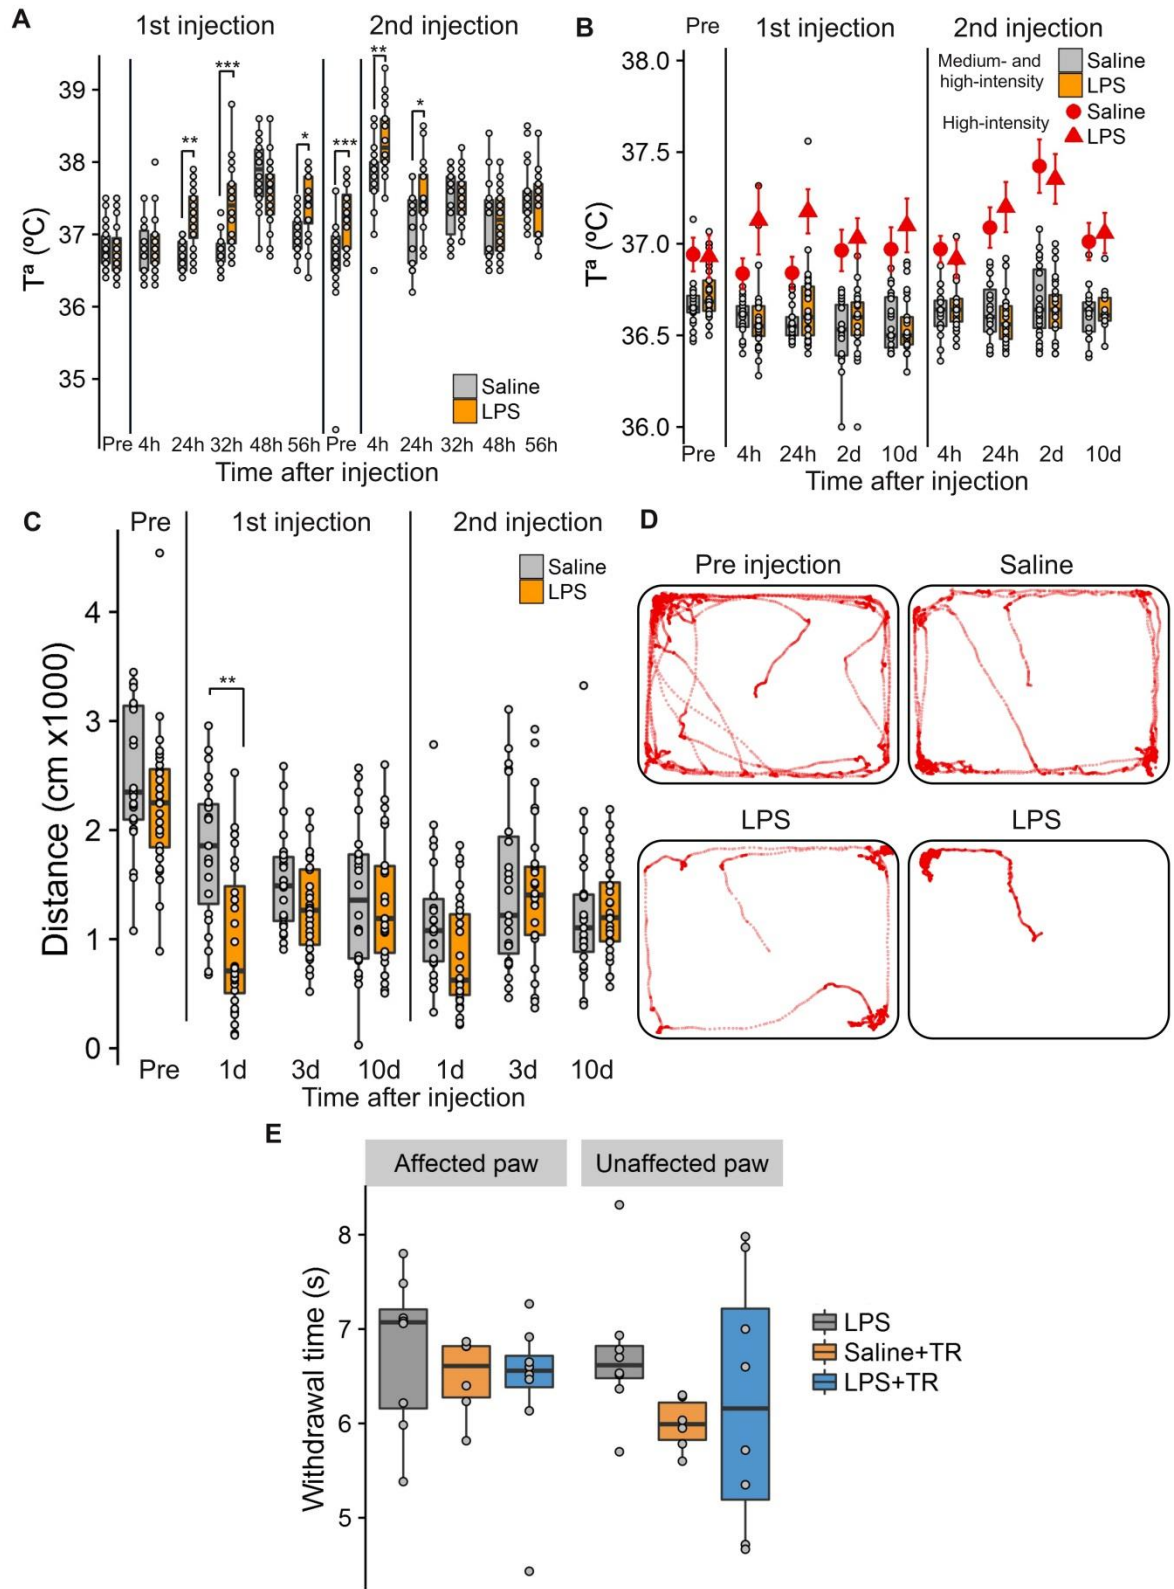 A
1st injection
2nd injection
39
38
37
36
35
Tª (ºC)
**
***
*
***
**
*
Saline
LPS
Pre 4h 24h 32h 48h 56h Pre 4h 24h 32h 48h 56h
Time after injection
B
Pre
1st injection
2nd injection
38.0
37.5
37.0
36.5
36.0
Tª (ºC)
Medium- and
high-intensity
Saline
LPS
High-intensity
Saline
LPS
Pre 4h 24h 2d 10d 4h 24h 2d 10d
Time after injection
C
Pre
1st injection
2nd injection
4
3
2
1
0
Distance (cm x1000)
**
Saline
LPS
Pre 1d 3d 10d 1d 3d 10d
Time after injection
D
Pre injection
Saline
LPS
LPS
E
Affected paw
Unaffected paw
8
7
6
5
Withdrawal time (s)
LPS
Saline+TR
LPS+TR